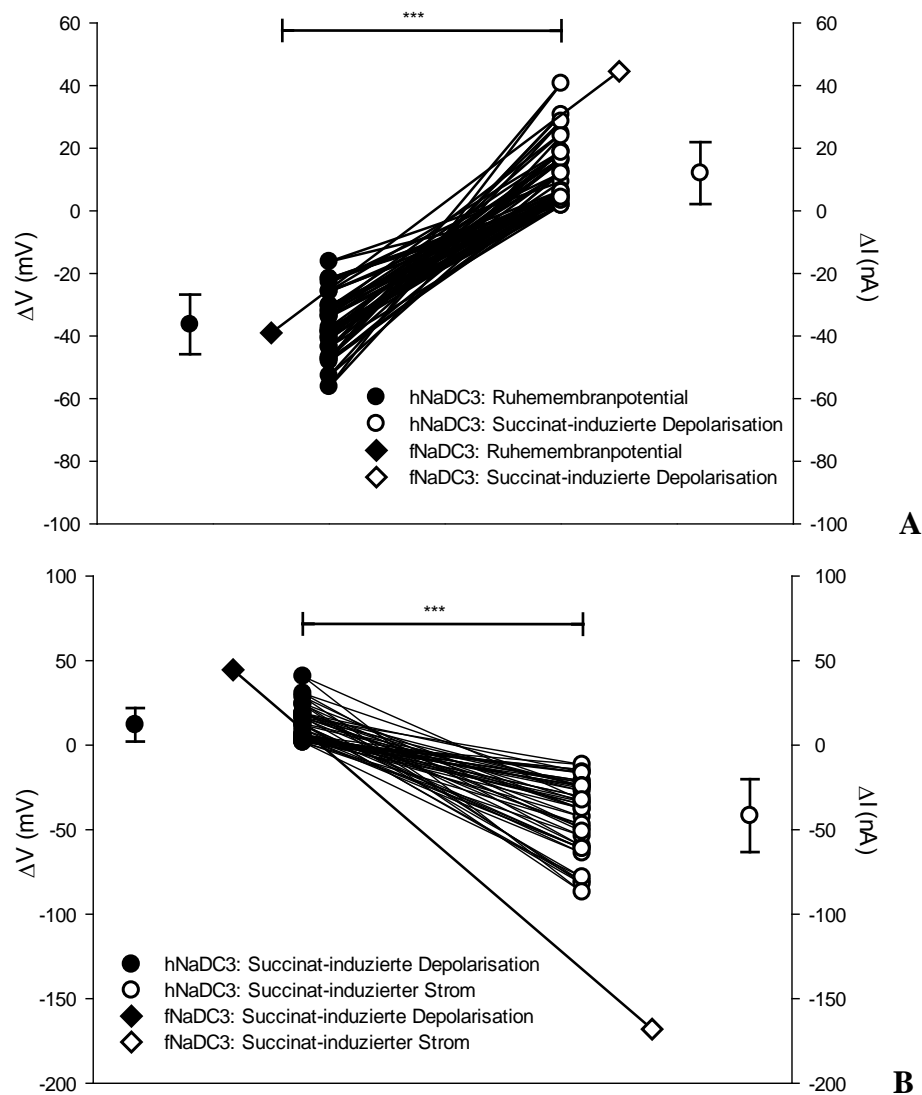 ***
60
40
20
0
-20
-40
-60
-80
-100
ΔV (mV)
60
40
20
0
-20
-40
-60
-80
-100
ΔI (nA)
hNaDC3: Ruhemembranpotential
hNaDC3: Succinat-induzierte Depolarisation
fNaDC3: Ruhemembranpotential
fNaDC3: Succinat-induzierte Depolarisation
A
***
100
50
0
-50
-100
-150
-200
ΔV (mV)
100
50
0
-50
-100
-150
-200
ΔI (nA)
hNaDC3: Succinat-induzierte Depolarisation
hNaDC3: Succinat-induzierter Strom
fNaDC3: Succinat-induzierte Depolarisation
fNaDC3: Succinat-induzierter Strom
B